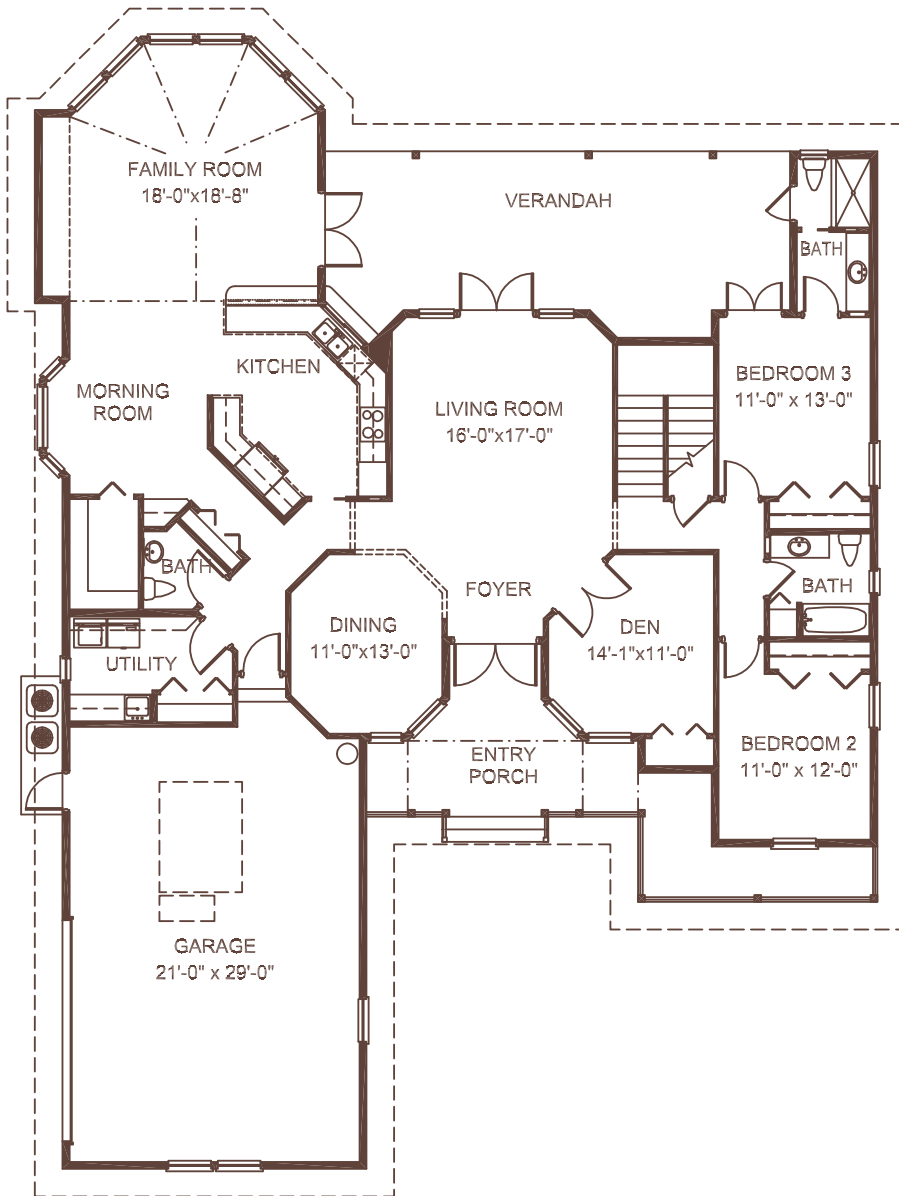 FAMILY ROOM
18'-0"x18'-8"
VERANDAH
BATH
KITCHEN
BEDROOM 3
11'-0" x 13'-0"
MORNING
ROOM
LIVING ROOM
16'-0"x17'-0"
BATH
FOYER
BATH
DINING
11'-0"x13'-0"
DEN
14'-1"x11'-0"
UTILITY
ENTRY
PORCH
BEDROOM 2
11'-0" x 12'-0"
GARAGE
21'-0" x 29'-0"